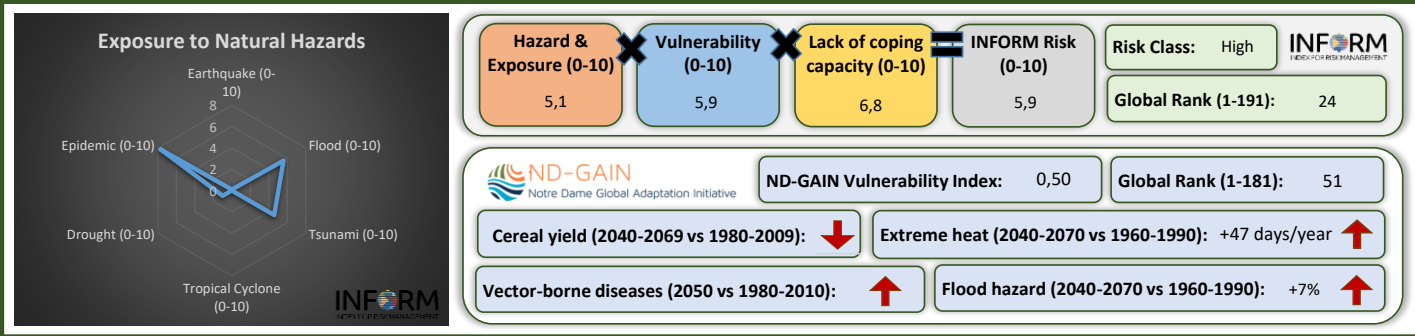 Exposure to Natural Hazards
Earthquake (0-
10)
8
6
4
2
0
Epidemic (0-10)
Flood (0-10)
Drought (0-10)
Tsunami (0-10)
Tropical Cyclone
(0-10)
INFORM
INDEX FOR RISK MANAGEMENT
Hazard &
Exposure (0-10)
5,1
Vulnerability
(0-10)
5,9
Lack of coping
capacity (0-10)
6,8
INFORM Risk
(0-10)
5,9
Risk Class: High
INFORM
INDEX FOR RISK MANAGEMENT
Global Rank (1-191): 24
ND-GAIN
Notre Dame Global Adaptation Initiative
ND-GAIN Vulnerability Index: 0,50
Global Rank (1-181): 51
Cereal yield (2040-2069 vs 1980-2009):
Extreme heat (2040-2070 vs 1960-1990): +47 days/year
Vector-borne diseases (2050 vs 1980-2010):
Flood hazard (2040-2070 vs 1960-1990): +7%